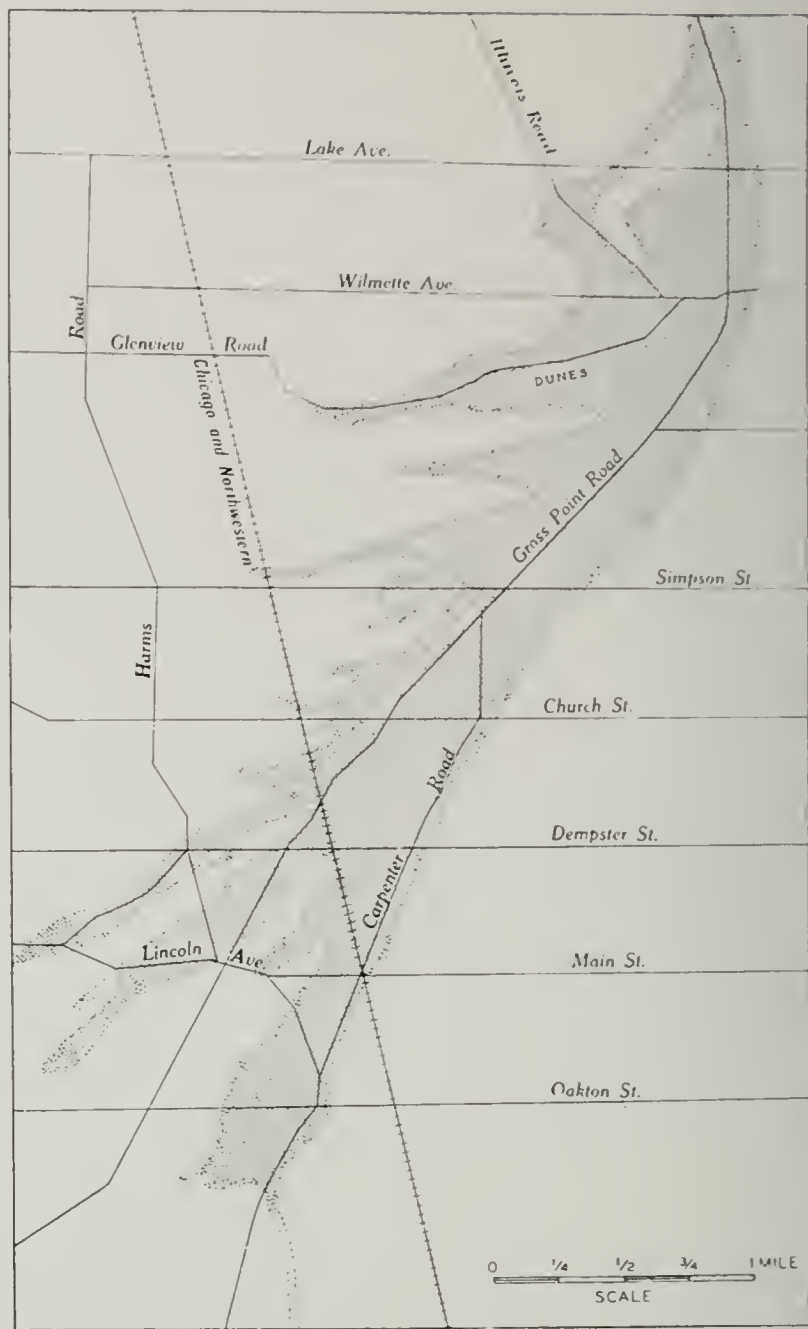 Illinois Road
Lake Ave.
Wilmette Ave.
Road
Glenview Road
DUNES
Chicago and Northwestern
Gross Point Road
Simpson St.
Harms
Church St.
Road
Dempster St.
Carpenter
Lincoln Ave.
Main St.
Oakton St.
0 1/4 1/2 3/4 1 MILE
SCALE